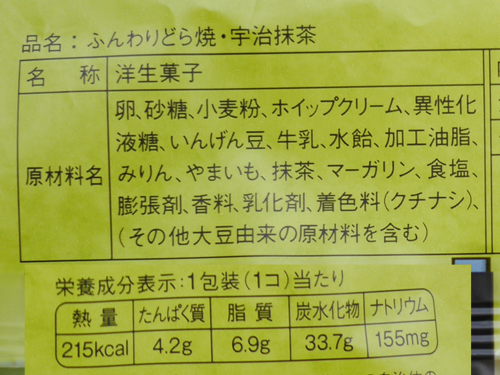 品名：ふんわりどら焼・宇治抹茶
名称 洋生菓子
原材料名 卵、砂糖、小麦粉、ホイップクリーム、異性化
液糖、いんげん豆、牛乳、水飴、加工油脂、
みりん、やまいも、抹茶、マーガリン、食塩、
膨張剤、香料、乳化剤、着色料(クチナシ)、
(その他大豆由来の原材料を含む)
栄養成分表示:1包装(1コ)当たり
熱量 たんぱく質 脂質 炭水化物 ナトリウム
215kcal 4.2g 6.9g 33.7g 155mg